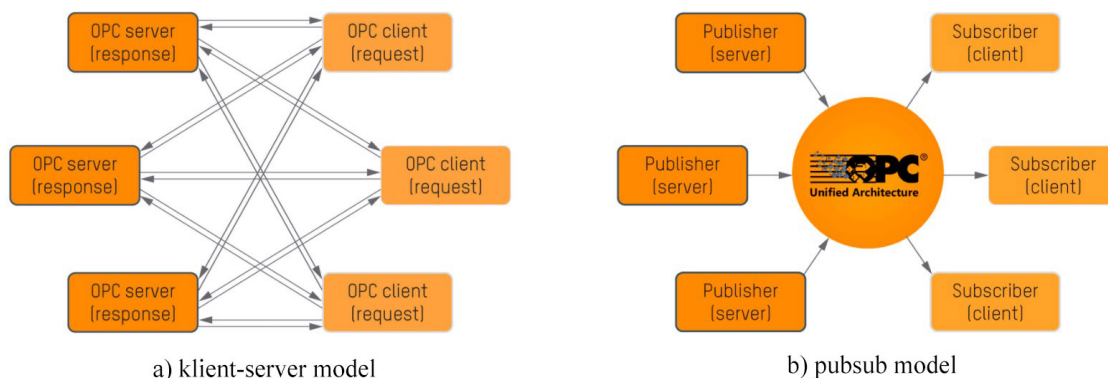 OPC server
(response)
OPC client
(request)
OPC server
(response)
OPC client
(request)
OPC server
(response)
OPC client
(request)
a) klient-server model
Publisher
(server)
Subscriber
(client)
Publisher
(server)
OPC®
Unified Architecture
Subscriber
(client)
Publisher
(server)
Subscriber
(client)
b) pubsub model